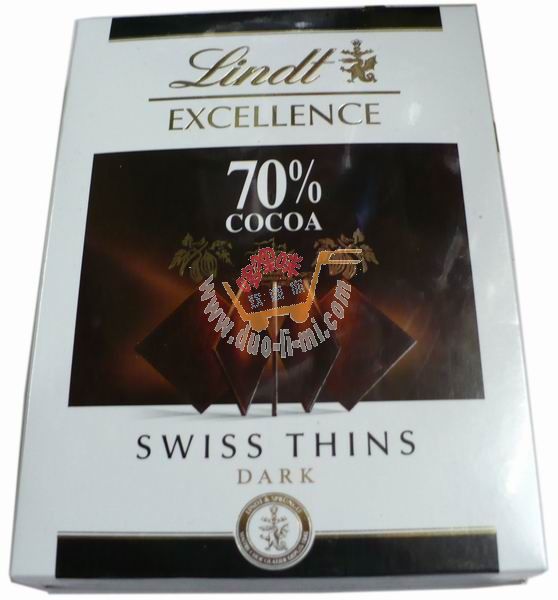 Lindt
EXCELLENCE
70%
COCOA
www.duo-li-mi.com
SWISS THINS
DARK
LINDT & SPRÜNGLI